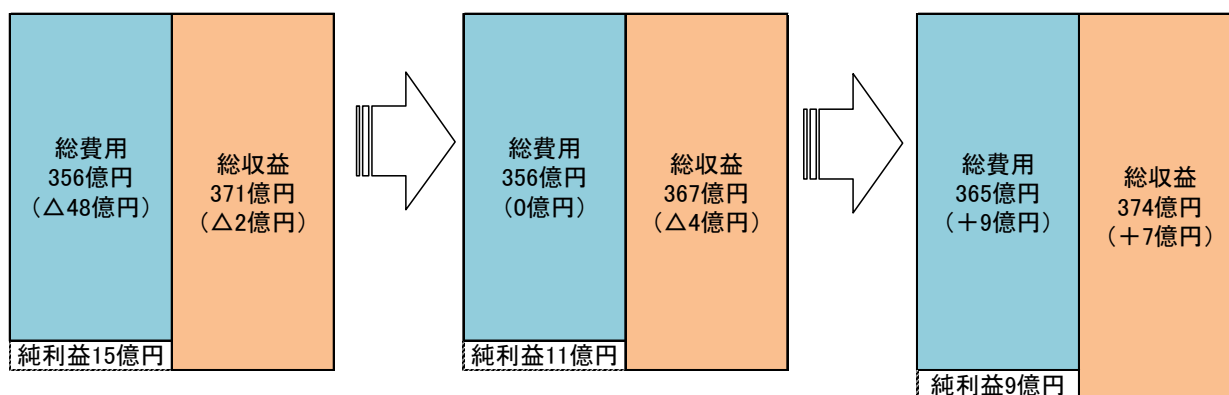 総費用
356億円
（△48億円）
総収益
371億円
（△2億円）
純利益15億円
総費用
356億円
（0億円）
総収益
367億円
（△4億円）
純利益11億円
総費用
365億円
（＋9億円）
総収益
374億円
（＋7億円）
純利益9億円